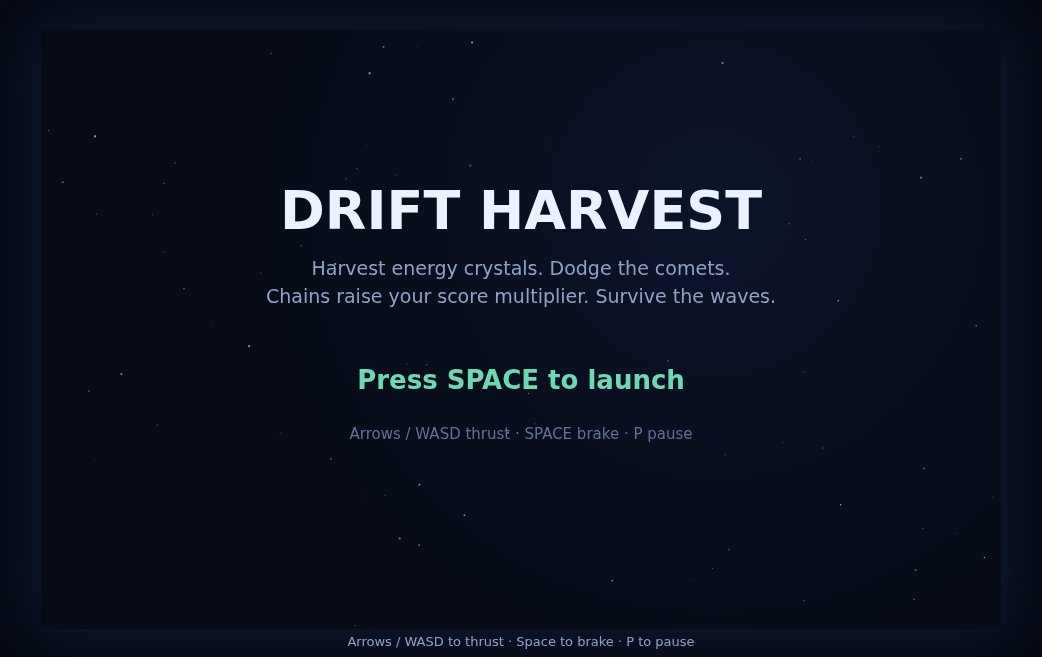 DRIFT HARVEST
Harvest energy crystals. Dodge the comets.
Chains raise your score multiplier. Survive the waves.
Press SPACE to launch
Arrows / WASD thrust · SPACE brake · P pause
Arrows / WASD to thrust · Space to brake · P to pause